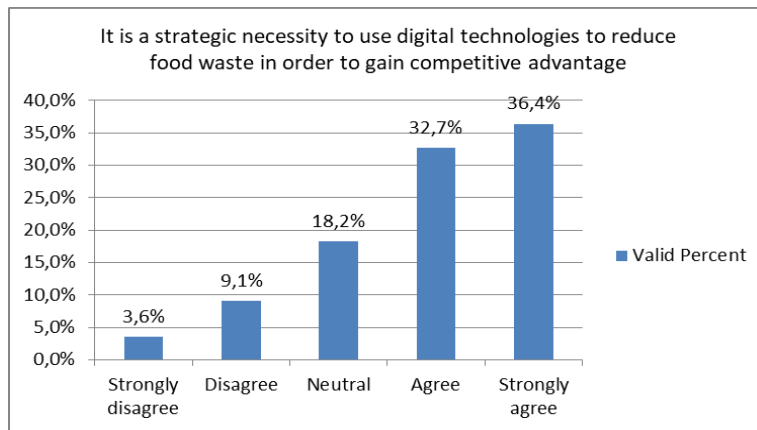 It is a strategic necessity to use digital technologies to reduce
food waste in order to gain competitive advantage
40,0%
35,0%
30,0%
25,0%
20,0%
15,0%
10,0%
5,0%
0,0%
3,6%
9,1%
18,2%
32,7%
36,4%
Strongly
disagree
Disagree
Neutral
Agree
Strongly
agree
Valid Percent